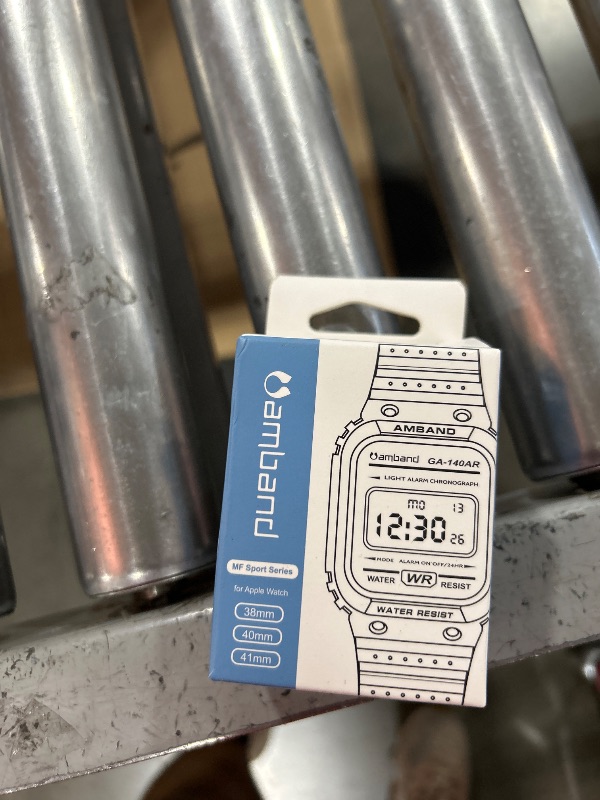 amband
MF Sport Series
for Apple Watch
38mm
40mm
41mm
AMBAND
amband GA-140AR
LIGHT ALARM CHRONOGRAPH
MO 13
12:30 26
MODE ALARM ON·OFF/24HR
WATER WR RESIST
WATER RESIST